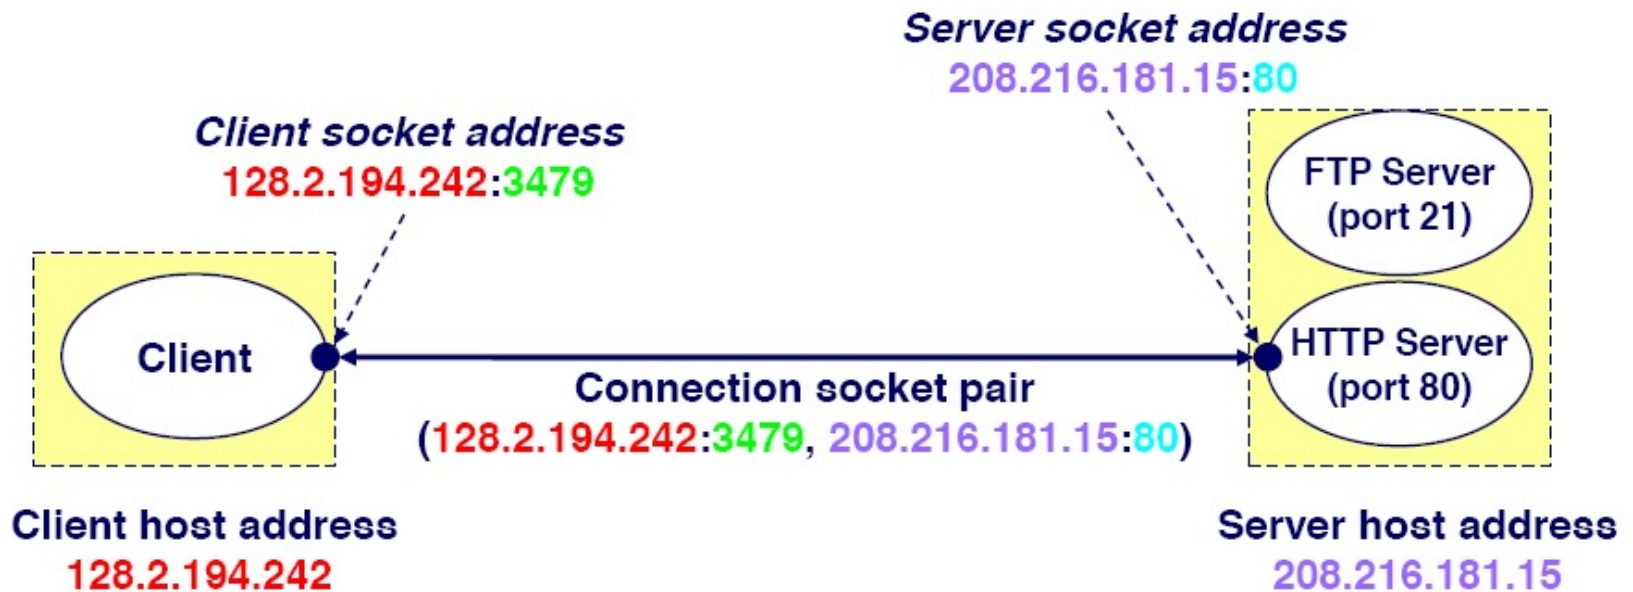 Server socket address
208.216.181.15:80
Client socket address
128.2.194.242:3479
FTP Server
(port 21)
Client
HTTP Server
(port 80)
Connection socket pair
(128.2.194.242:3479, 208.216.181.15:80)
Client host address
128.2.194.242
Server host address
208.216.181.15